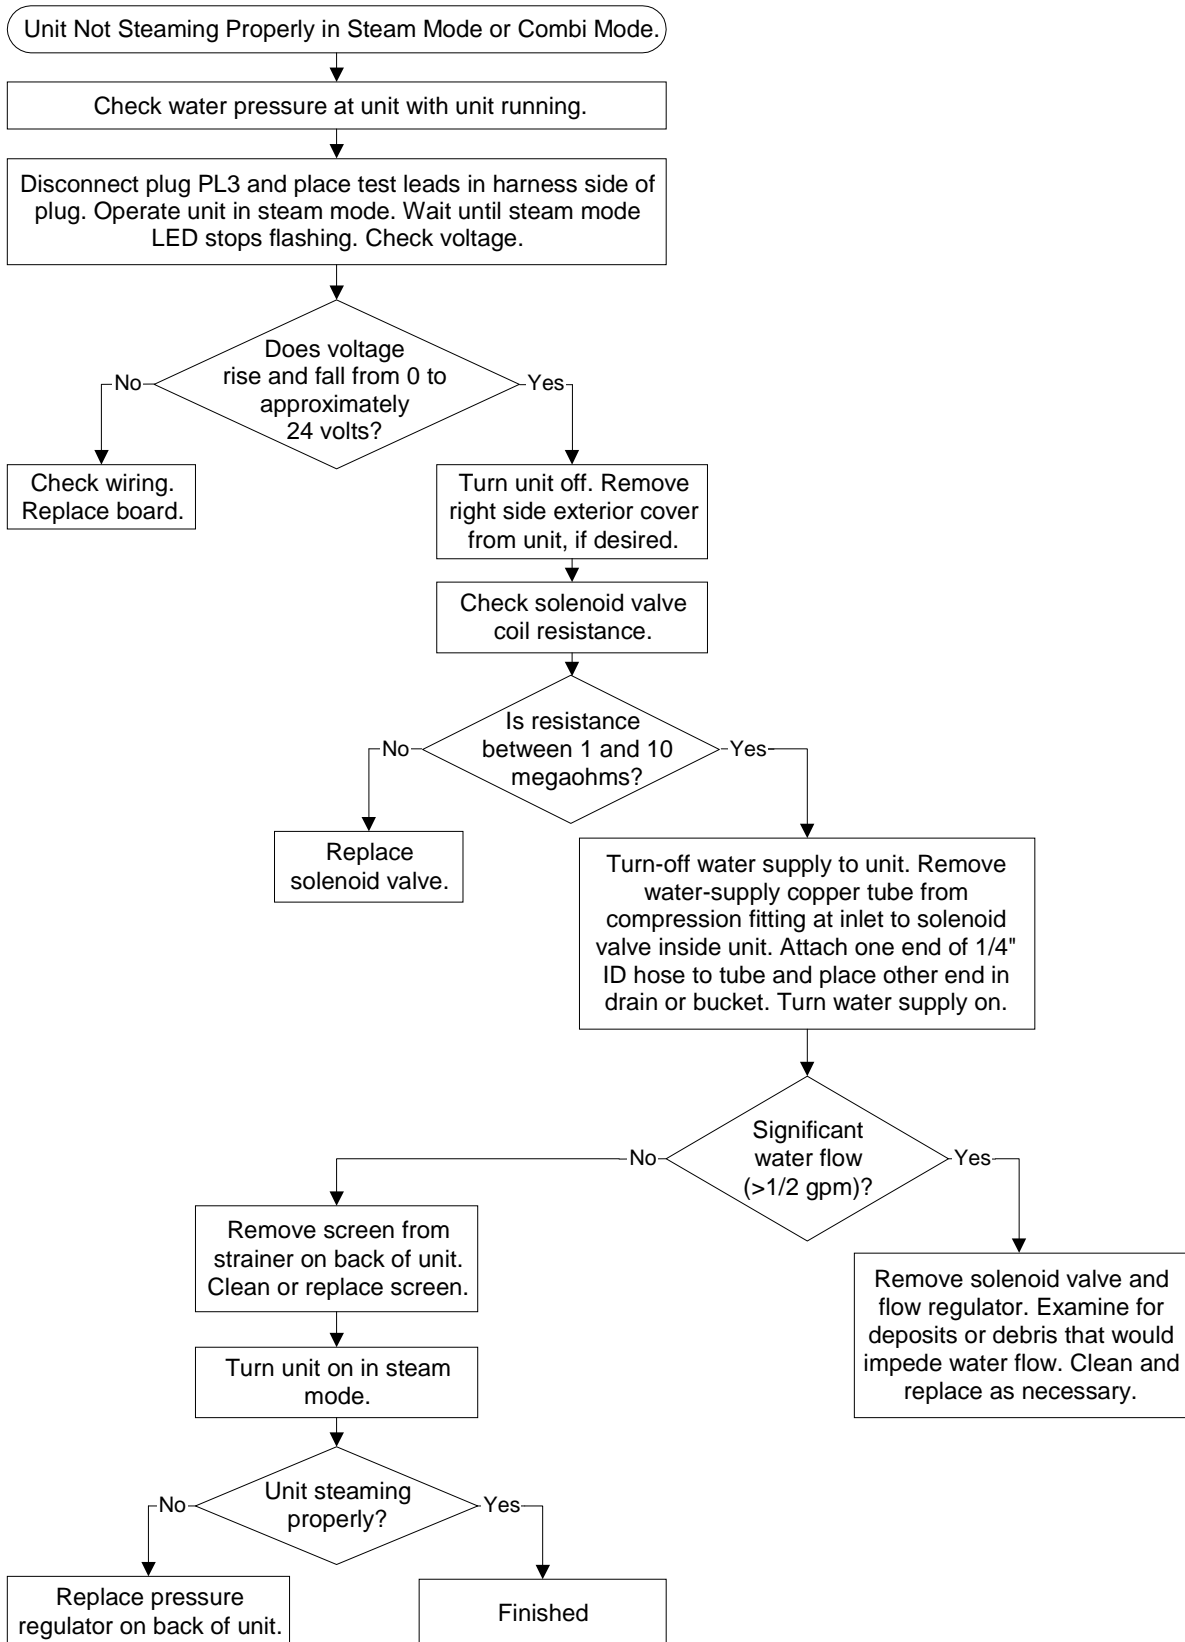 Unit Not Steaming Properly in Steam Mode or Combi Mode.
Check water pressure at unit with unit running.
Disconnect plug PL3 and place test leads in harness side of
plug. Operate unit in steam mode. Wait until steam mode
LED stops flashing. Check voltage.
Does voltage
rise and fall from 0 to
approximately
24 volts?
No
Yes
Check wiring.
Replace board.
Turn unit off. Remove
right side exterior cover
from unit, if desired.
Check solenoid valve
coil resistance.
Is resistance
between 1 and 10
megaohms?
No
Yes
Replace
solenoid valve.
Turn-off water supply to unit. Remove
water-supply copper tube from
compression fitting at inlet to solenoid
valve inside unit. Attach one end of 1/4"
ID hose to tube and place other end in
drain or bucket. Turn water supply on.
Significant
water flow
(>1/2 gpm)?
No
Yes
Remove screen from
strainer on back of unit.
Clean or replace screen.
Remove solenoid valve and
flow regulator. Examine for
deposits or debris that would
impede water flow. Clean and
replace as necessary.
Turn unit on in steam
mode.
Unit steaming
properly?
No
Yes
Replace pressure
regulator on back of unit.
Finished